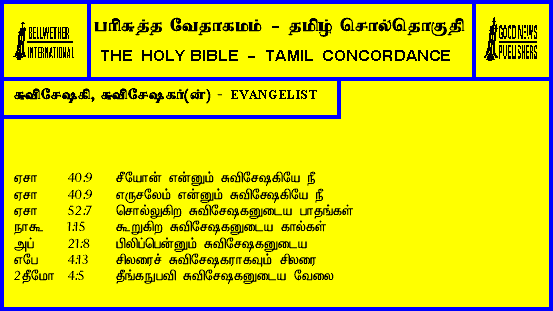 BELLWETHER
INTERNATIONAL
பரிசுத்த வேதாகமம் - தமிழ் சொல்தொகுதி
THE HOLY BIBLE - TAMIL CONCORDANCE
GOOD NEWS
PUBLISHERS
சுவிசேஷகி, சுவிசேஷகர்(ன்) - EVANGELIST
ஏசா 40:9 சீயோன் என்னும் சுவிசேஷகியே நீ
ஏசா 40:9 எருசலேம் என்னும் சுவிசேஷகியே நீ
ஏசா 52:7 சொல்லுகிற சுவிசேஷகனுடைய பாதங்கள்
நாகூ 1:15 கூறுகிற சுவிசேஷகனுடைய கால்கள்
அப் 21:8 பிலிப்பென்னும் சுவிசேஷகனுடைய
எபே 4:13 சிலரைச் சுவிசேஷகராகவும் சிலரை
2தீமோ 4:5 தீங்கநுபவி சுவிசேஷகனுடைய வேலை